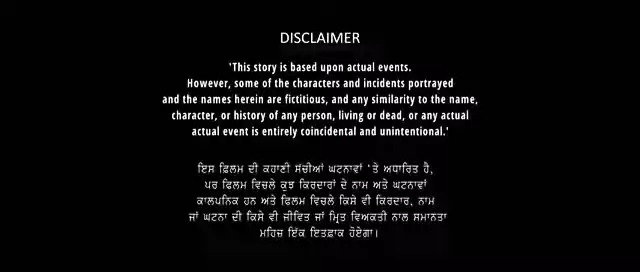 DISCLAIMER
'This story is based upon actual events.
However, some of the characters and incidents portrayed
and the names herein are fictitious, and any similarity to the name,
character, or history of any person, living or dead, or any actual
actual event is entirely coincidental and unintentional.'
ਇਸ ਫ਼ਿਲਮ ਦੀ ਕਹਾਣੀ ਸੱਚੀਆਂ ਘਟਨਾਵਾਂ 'ਤੇ ਅਧਾਰਿਤ ਹੈ,
ਪਰ ਫਿਲਮ ਵਿਚਲੇ ਕੁਝ ਕਿਰਦਾਰਾਂ ਦੇ ਨਾਮ ਅਤੇ ਘਟਨਾਵਾਂ
ਕਾਲਪਨਿਕ ਹਨ ਅਤੇ ਫਿਲਮ ਵਿਚਲੇ ਕਿਸੇ ਵੀ ਕਿਰਦਾਰ, ਨਾਮ
ਜਾਂ ਘਟਨਾ ਦੀ ਕਿਸੇ ਵੀ ਜੀਵਿਤ ਜਾਂ ਮ੍ਰਿਤ ਵਿਅਕਤੀ ਨਾਲ ਸਮਾਨਤਾ
ਮਹਿਜ਼ ਇੱਕ ਇਤਫ਼ਾਕ ਹੋਏਗਾ।